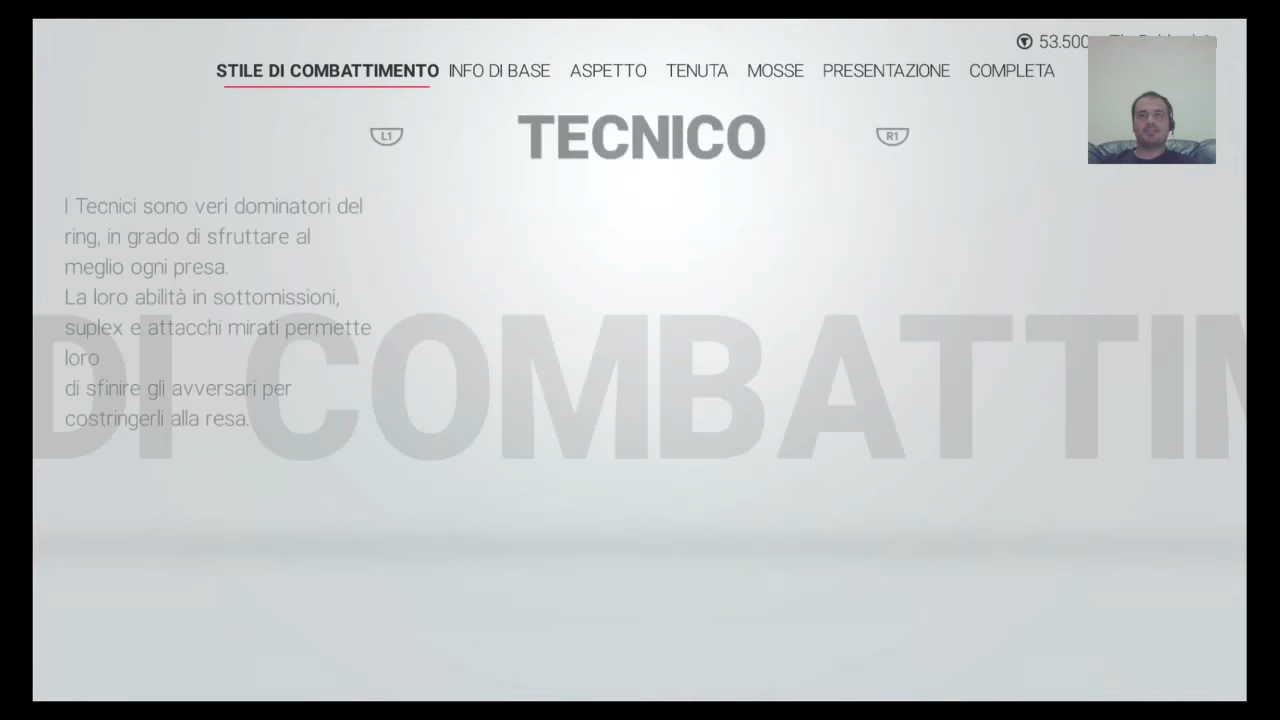 53.500
STILE DI COMBATTIMENTO INFO DI BASE ASPETTO TENUTA MOSSE PRESENTAZIONE COMPLETA
L1 TECNICO R1
I Tecnici sono veri dominatori del
ring, in grado di sfruttare al
meglio ogni presa.
La loro abilità in sottomissioni,
suplex e attacchi mirati permette
loro
di sfinire gli avversari per
costringerli alla resa.
DI COMBATTIM